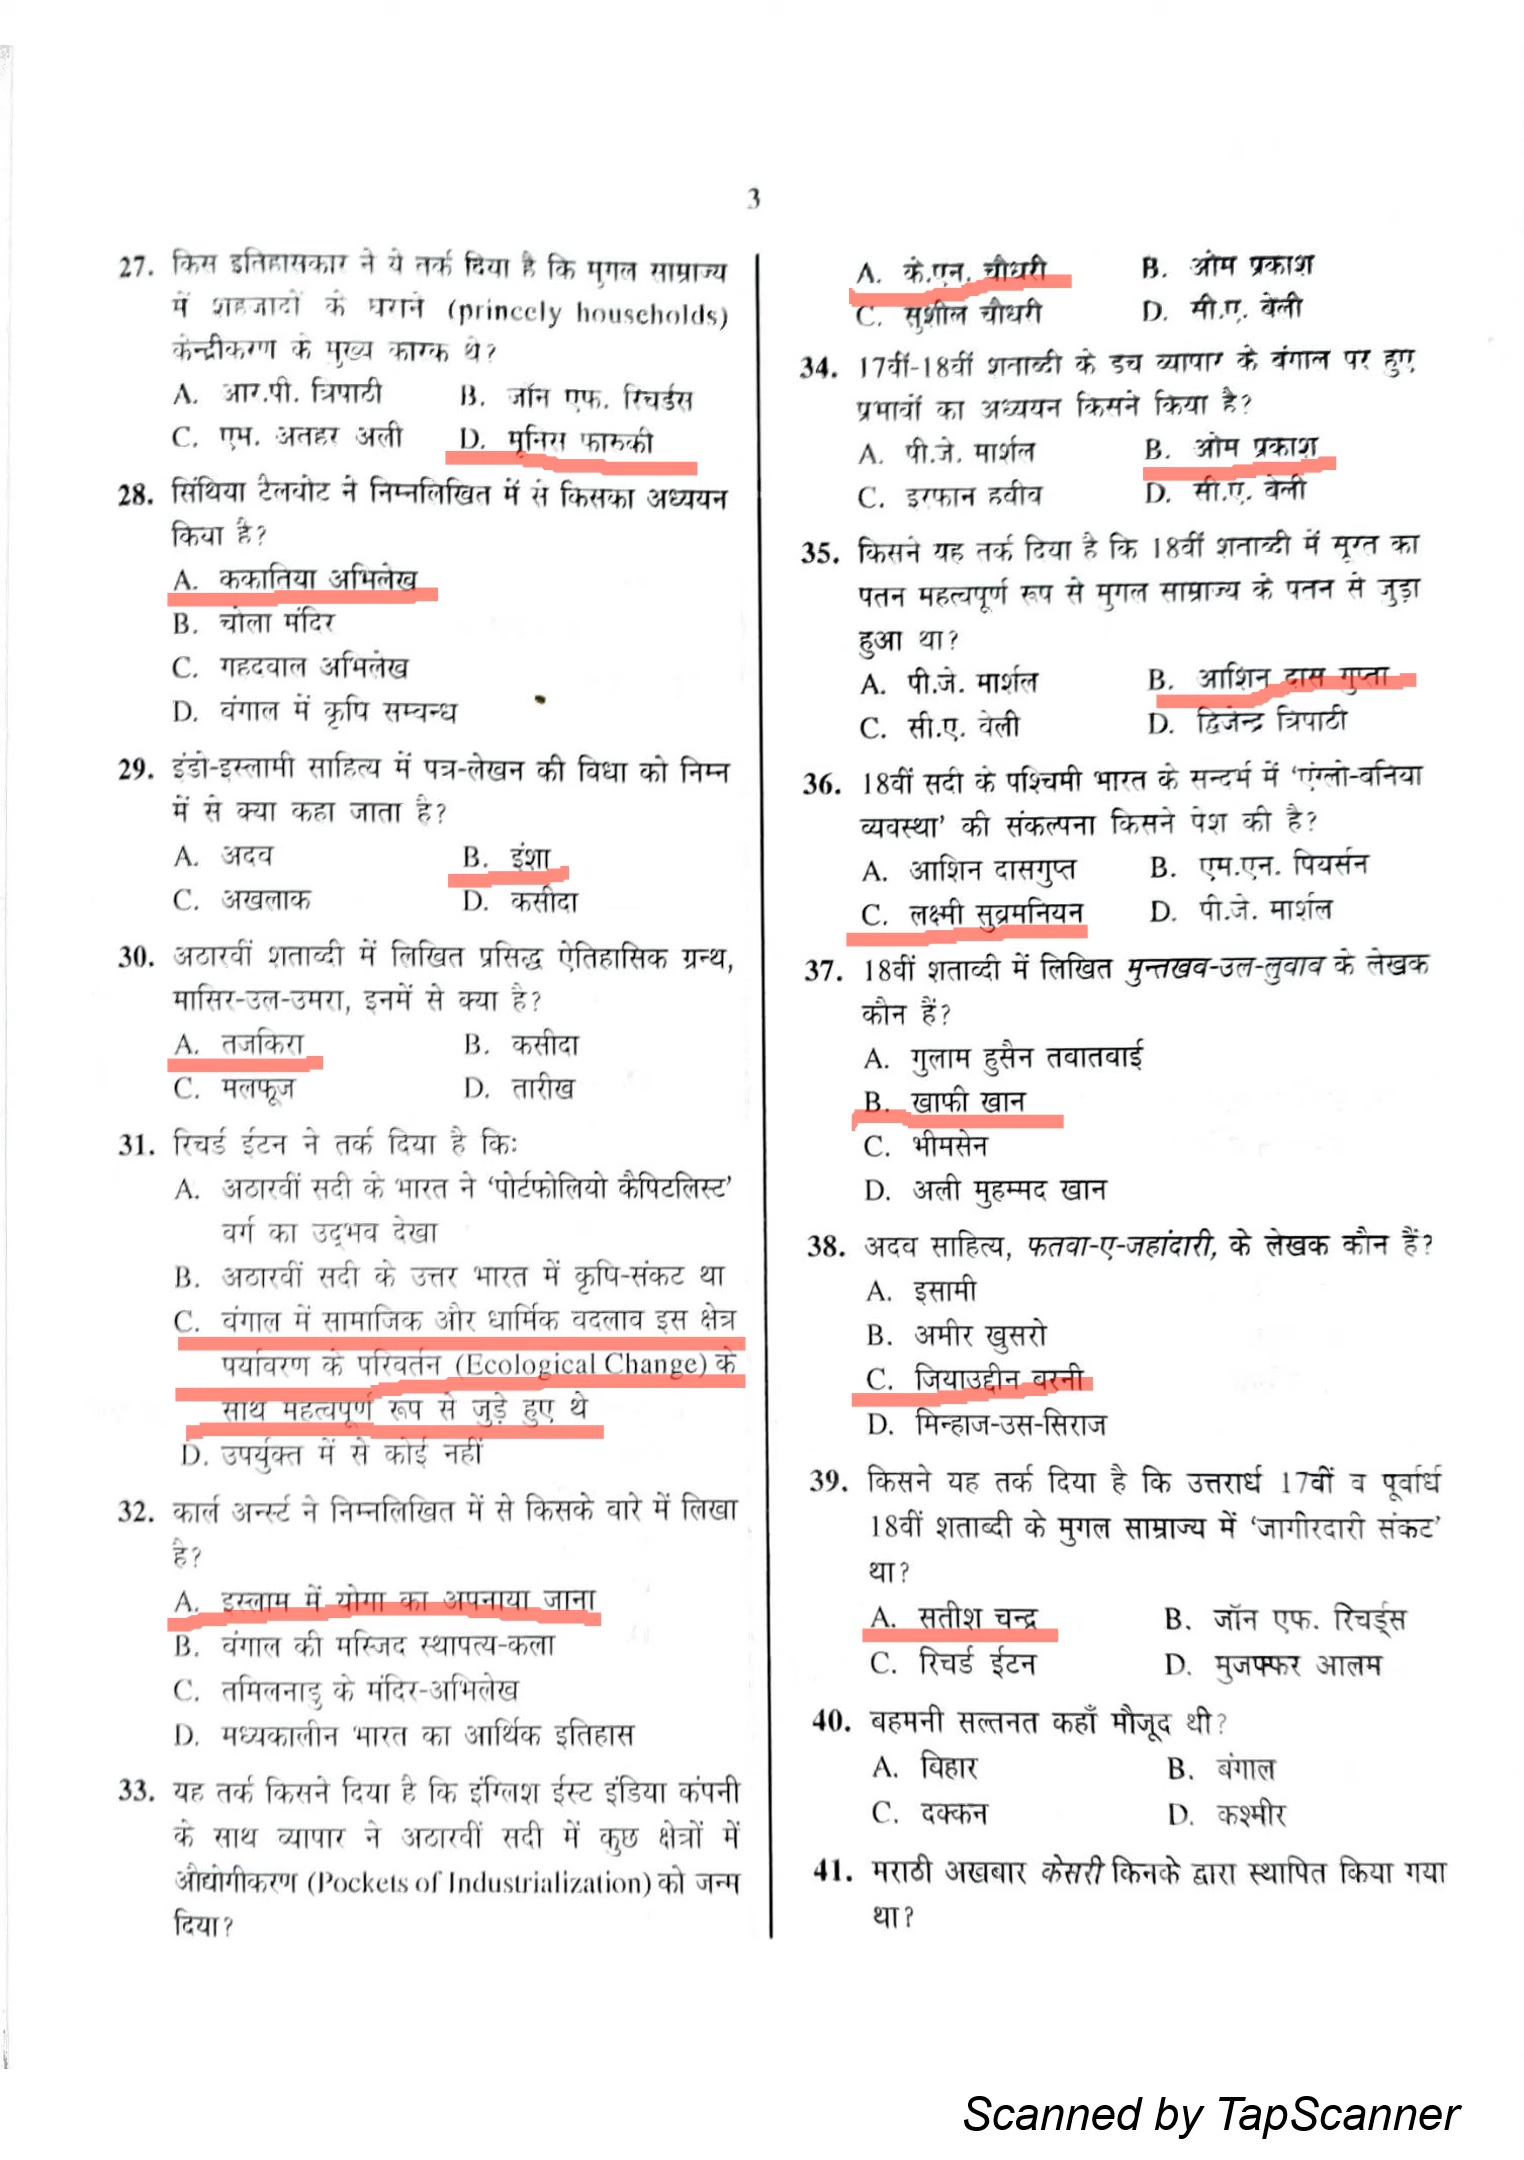 3
27. किस इतिहासकार ने ये तर्क दिया है कि मुगल साम्राज्य
में शहजादों के घराने (princely households)
केन्द्रीकरण के मुख्य कारक थे?
A. आर.पी. त्रिपाठी B. जॉन एफ. रिचर्डस
C. एम. अतहर अली D. मूनिस फारुकी
28. सिंथिया टैलबोट ने निम्नलिखित में से किसका अध्ययन
किया है?
A. ककातिया अभिलेख
B. चोला मंदिर
C. गहदवाल अभिलेख
D. बंगाल में कृषि सम्बन्ध
29. इंडो-इस्लामी साहित्य में पत्र-लेखन की विधा को निम्न
में से क्या कहा जाता है?
A. अदब B. इंशा
C. अखलाक D. कसीदा
30. अठारवीं शताब्दी में लिखित प्रसिद्ध ऐतिहासिक ग्रन्थ,
मासिर-उल-उमरा, इनमें से क्या है?
A. तजकिरा B. कसीदा
C. मलफूज D. तारीख
31. रिचर्ड ईटन ने तर्क दिया है कि:
A. अठारवीं सदी के भारत ने ‘पोर्टफोलियो कैपिटलिस्ट’
वर्ग का उद्भव देखा
B. अठारवीं सदी के उत्तर भारत में कृषि-संकट था
C. बंगाल में सामाजिक और धार्मिक बदलाव इस क्षेत्र
पर्यावरण के परिवर्तन (Ecological Change) के
साथ महत्वपूर्ण रूप से जुड़े हुए थे
D. उपर्युक्त में से कोई नहीं
32. कार्ल अर्न्स्ट ने निम्नलिखित में से किसके बारे में लिखा
है?
A. इस्लाम में योगा का अपनाया जाना
B. बंगाल की मस्जिद स्थापत्य-कला
C. तमिलनाडु के मंदिर-अभिलेख
D. मध्यकालीन भारत का आर्थिक इतिहास
33. यह तर्क किसने दिया है कि इंग्लिश ईस्ट इंडिया कंपनी
के साथ व्यापार ने अठारवीं सदी में कुछ क्षेत्रों में
औद्योगीकरण (Pockets of Industrialization) को जन्म
दिया?
A. के.एन. चौधरी B. ओम प्रकाश
C. सुशील चौधरी D. सी.ए. बेली
34. 17वीं-18वीं शताब्दी के डच व्यापार के बंगाल पर हुए
प्रभावों का अध्ययन किसने किया है?
A. पी.जे. मार्शल B. ओम प्रकाश
C. इरफान हबीब D. सी.ए. बेली
35. किसने यह तर्क दिया है कि 18वीं शताब्दी में सूरत का
पतन महत्वपूर्ण रूप से मुगल साम्राज्य के पतन से जुड़ा
हुआ था?
A. पी.जे. मार्शल B. आशिन दास गुप्ता
C. सी.ए. बेली D. द्विजेन्द्र त्रिपाठी
36. 18वीं सदी के पश्चिमी भारत के सन्दर्भ में ‘एंग्लो-बनिया
व्यवस्था’ की संकल्पना किसने पेश की है?
A. आशिन दासगुप्त B. एम.एन. पियर्सन
C. लक्ष्मी सुब्रमनियन D. पी.जे. मार्शल
37. 18वीं शताब्दी में लिखित मुन्तखब-उल-लुवाब के लेखक
कौन हैं?
A. गुलाम हुसैन तबातबाई
B. खाफी खान
C. भीमसेन
D. अली मुहम्मद खान
38. अदब साहित्य, फतवा-ए-जहांदारी, के लेखक कौन हैं?
A. इसामी
B. अमीर खुसरो
C. जियाउद्दीन बरनी
D. मिन्हाज-उस-सिराज
39. किसने यह तर्क दिया है कि उत्तरार्ध 17वीं व पूर्वार्ध
18वीं शताब्दी के मुगल साम्राज्य में ‘जागीरदारी संकट’
था?
A. सतीश चन्द्र B. जॉन एफ. रिचर्ड्स
C. रिचर्ड ईटन D. मुजफ्फर आलम
40. बहमनी सल्तनत कहाँ मौजूद थी?
A. बिहार B. बंगाल
C. दक्कन D. कश्मीर
41. मराठी अखबार केसरी किनके द्वारा स्थापित किया गया
था?
Scanned by TapScanner